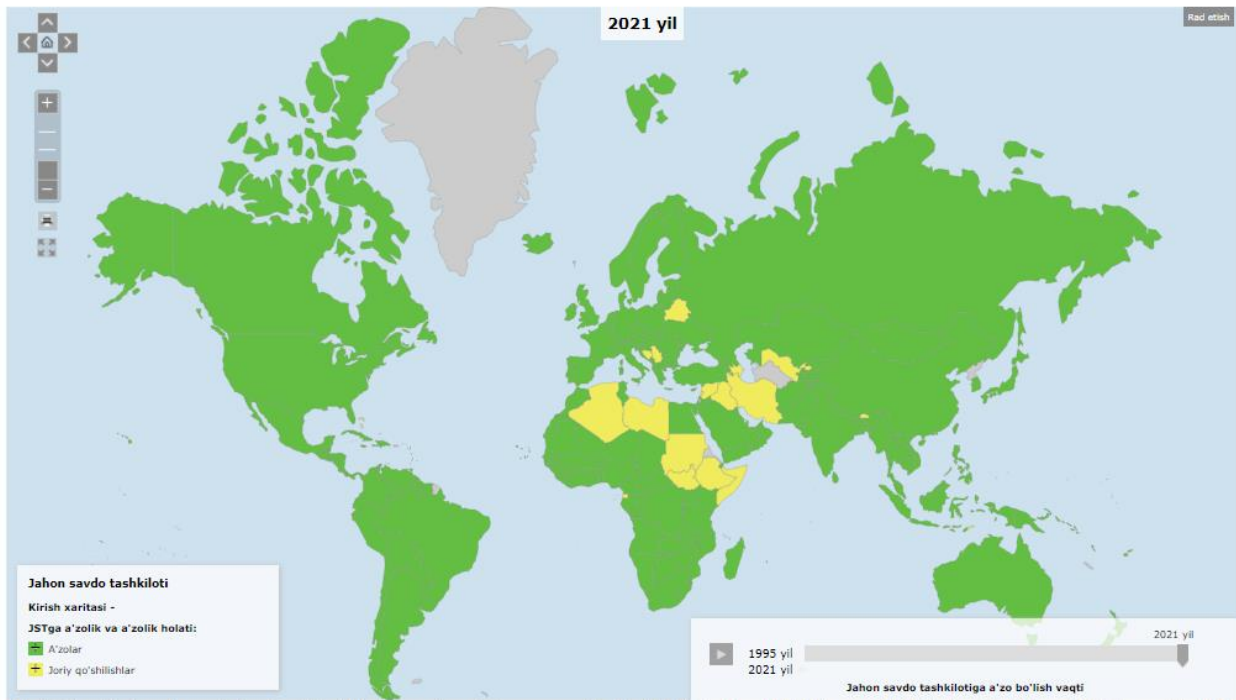 2021 yil
Rad etish
Jahon savdo tashkiloti
Kirish xaritasi -
JSTga a'zolik va a'zolik holati:
A'zolar
Joriy qo'shilishlar
2021 yil
1995 yil
2021 yil
Jahon savdo tashkilotiga a'zo bo'lish vaqti